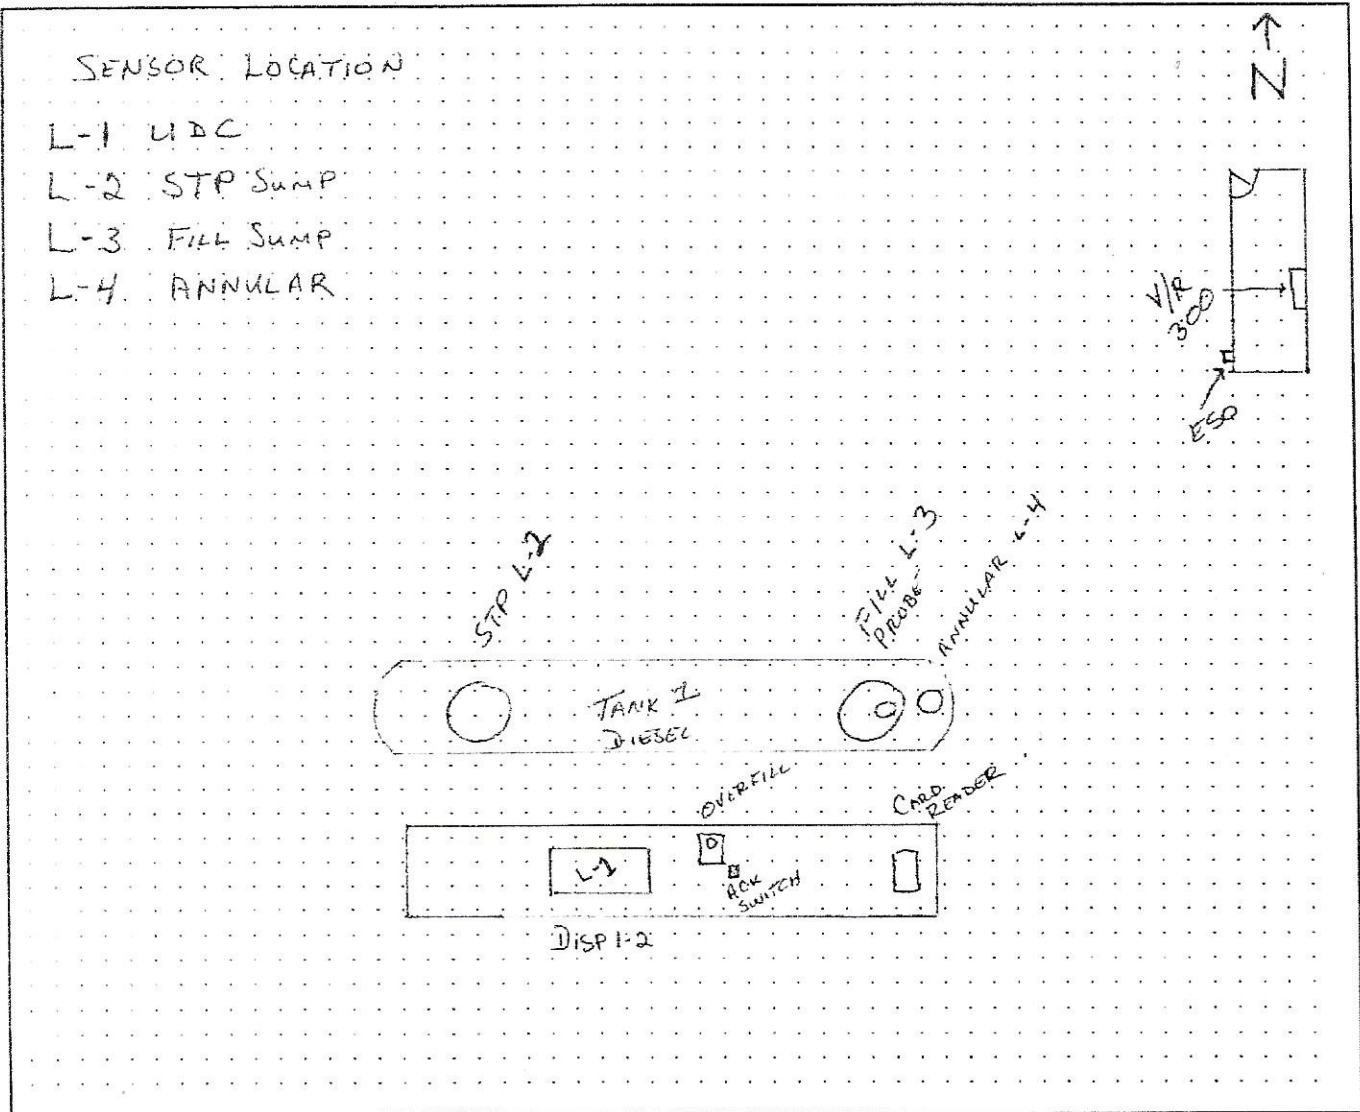 SENSOR LOCATION
N
L-1 UDC
L-2 STP SUMP
L-3 FILL SUMP
L-4 ANNULAR
V/R
300
ESO
STP L-2
FILL L-3
PROBE
ANNULAR L-4
TANK 1
DIESEL
OVERFILL
CARD
READER
L-1
ACK
SWITCH
DISP 1-2